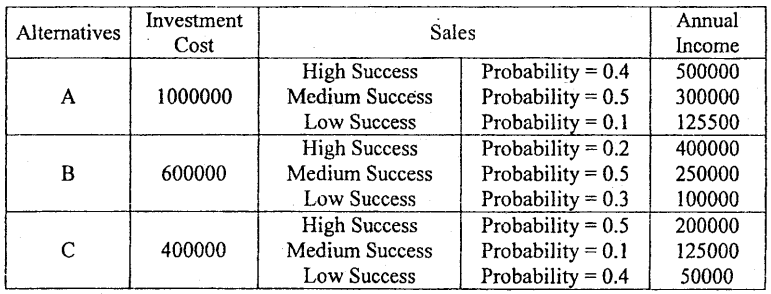 Alternatives Investment Cost Sales Annual Income
High Success Probability = 0.4 500000
A 1000000 Medium Success Probability = 0.5 300000
Low Success Probability = 0.1 125500
High Success Probability = 0.2 400000
B 600000 Medium Success Probability = 0.5 250000
Low Success Probability = 0.3 100000
High Success Probability = 0.5 200000
C 400000 Medium Success Probability = 0.1 125000
Low Success Probability = 0.4 50000